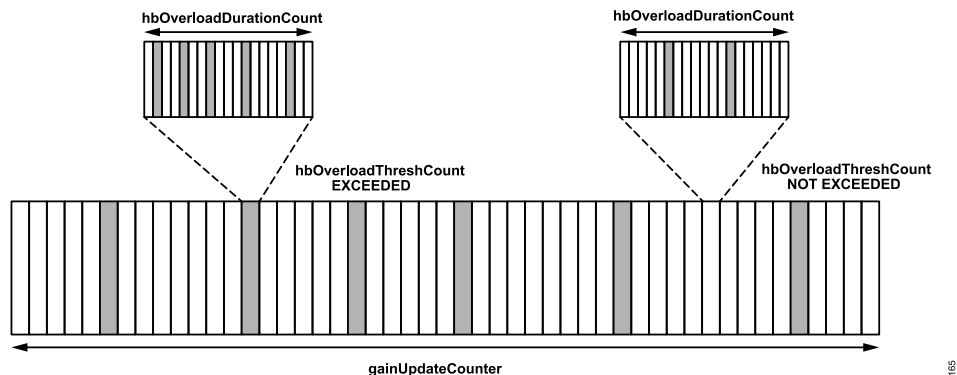 hbOverloadDurationCount
hbOverloadDurationCount
hbOverloadThreshCount
EXCEEDED
hbOverloadThreshCount
NOT EXCEEDED
gainUpdateCounter
165